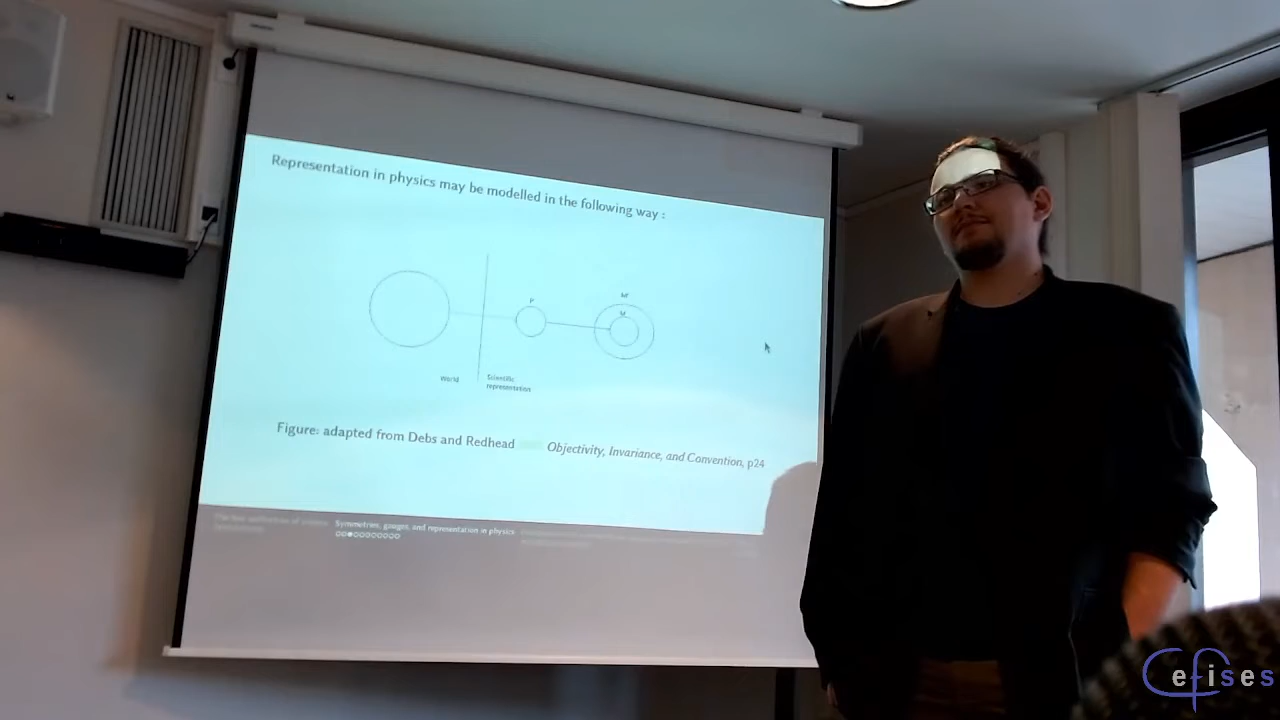 Representation in physics may be modelled in the following way :
P
M'
M
World
Scientific
representation
Figure: adapted from Debs and Redhead Objectivity, Invariance, and Convention, p24
Symmetries, gauges, and representation in physics
Cefises